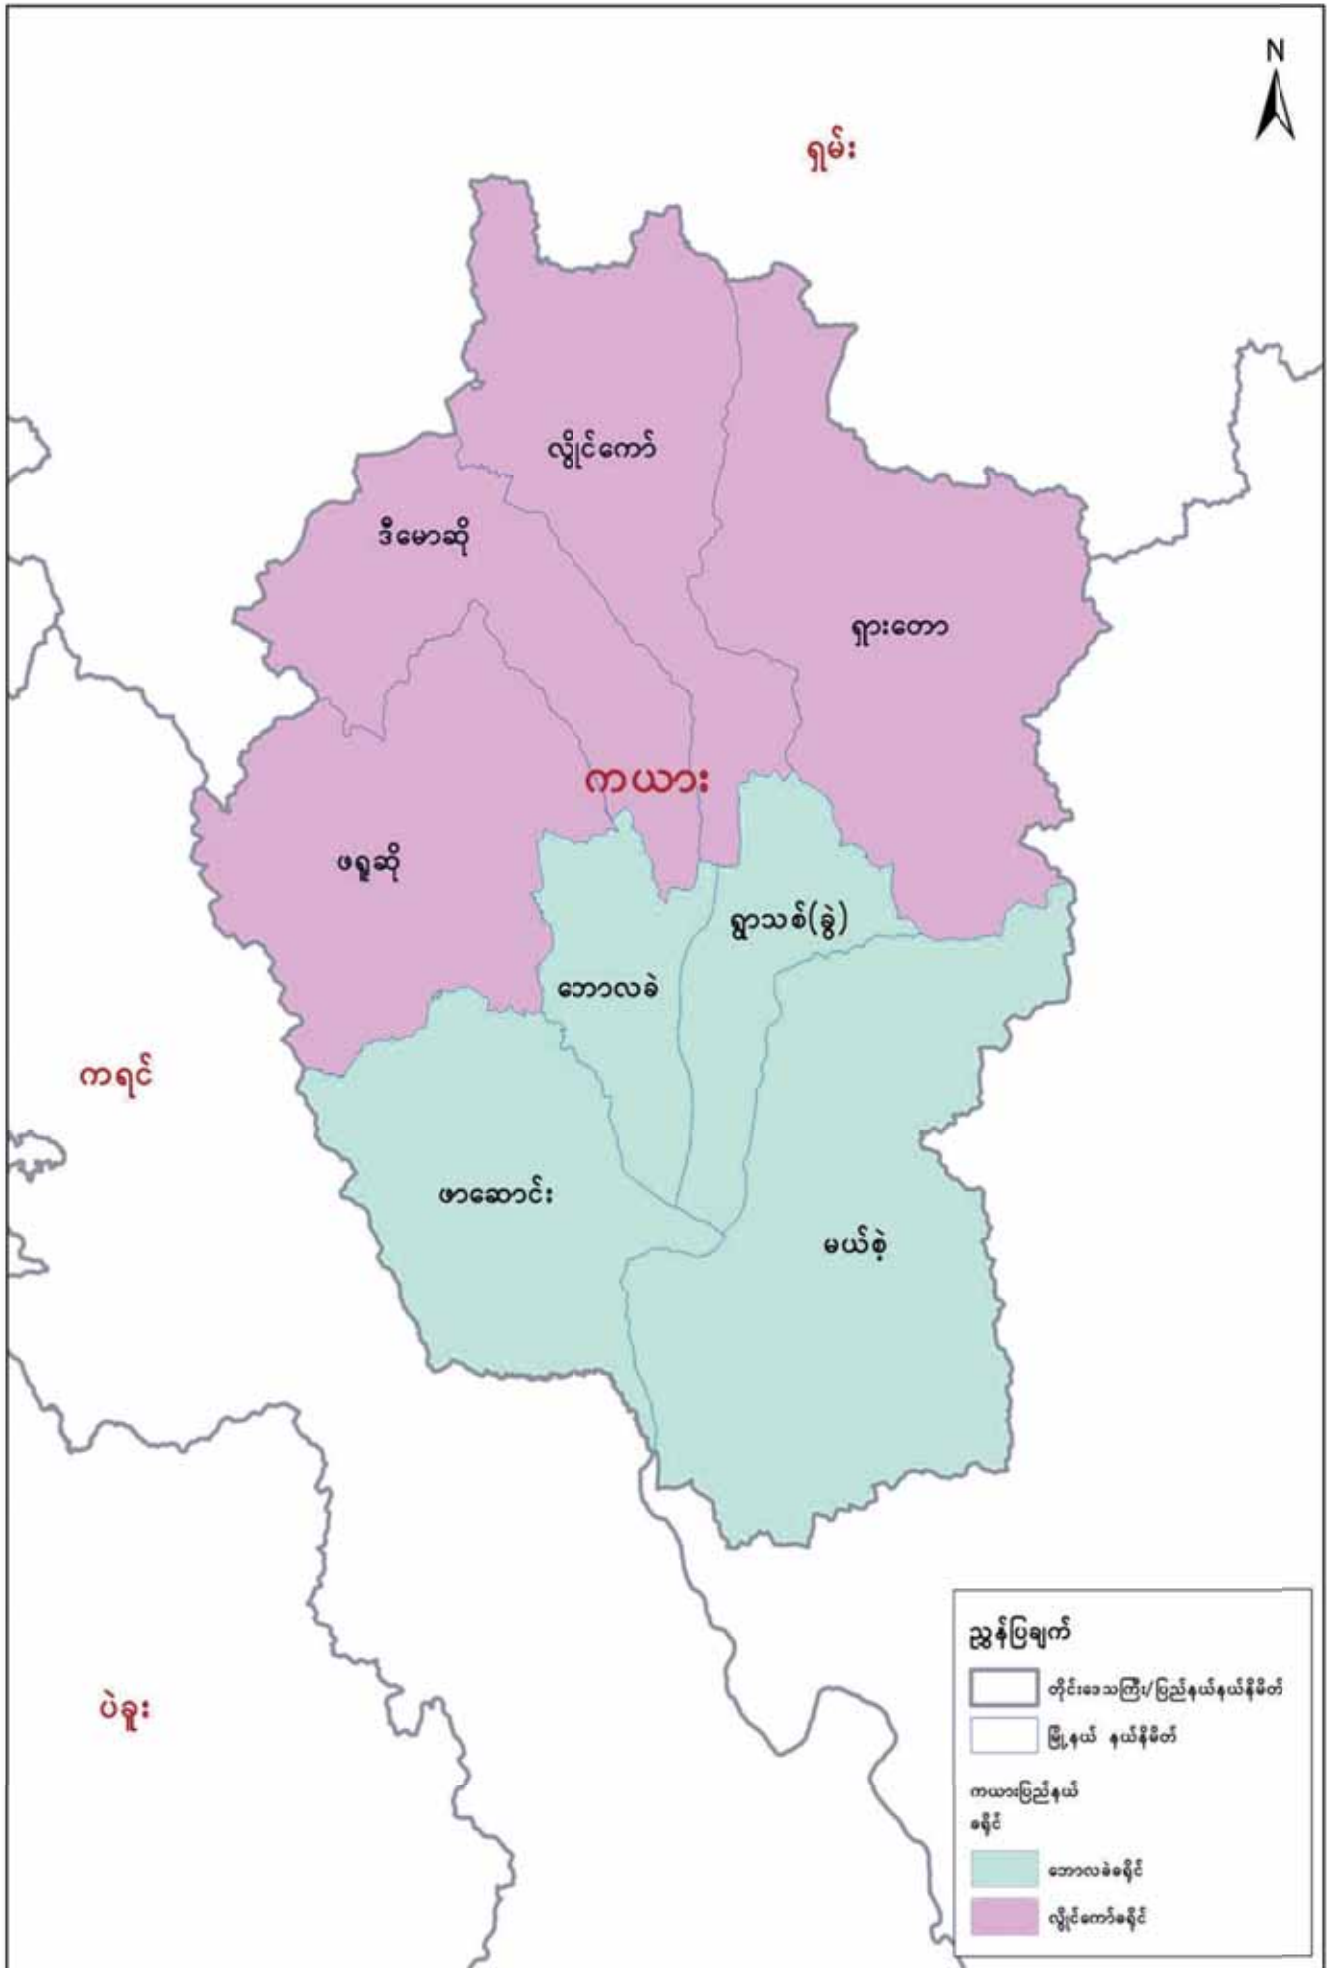 N
ရှမ်း
လွိုင်ကော်
ဒီးမောဆို
ရှားတော
ကယား
ဖရူဆို
ရွာသစ်(ခွဲ)
ဘောလခဲ
ကရင်
ဖာဆောင်း
မယ်စဲ့
ပဲခူး
ညွှန်ပြချက်
တိုင်းဒေသကြီး/ပြည်နယ်နယ်နိမိတ်
မြို့နယ် နယ်နိမိတ်
ကယားပြည်နယ်
ခရိုင်
ဘောလခဲခရိုင်
လွိုင်ကော်ခရိုင်